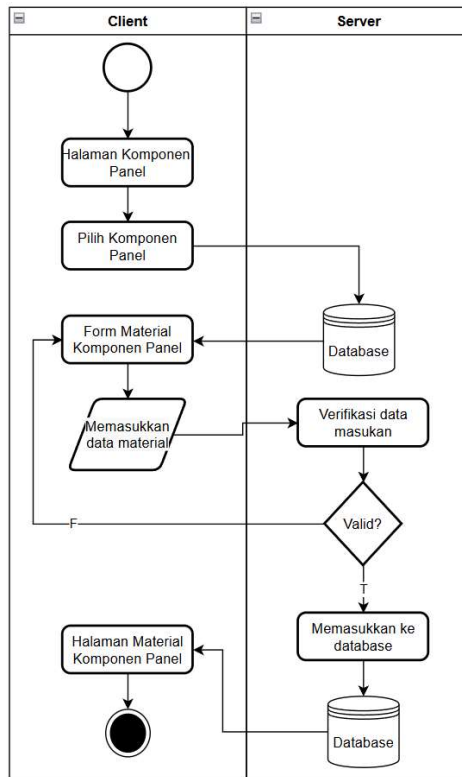 Client
Server
Halaman Komponen
Panel
Pilih Komponen
Panel
Form Material
Komponen Panel
Database
Memasukkan
data material
Verifikasi data
masukan
Valid?
F
T
Halaman Material
Komponen Panel
Memasukkan ke
database
Database